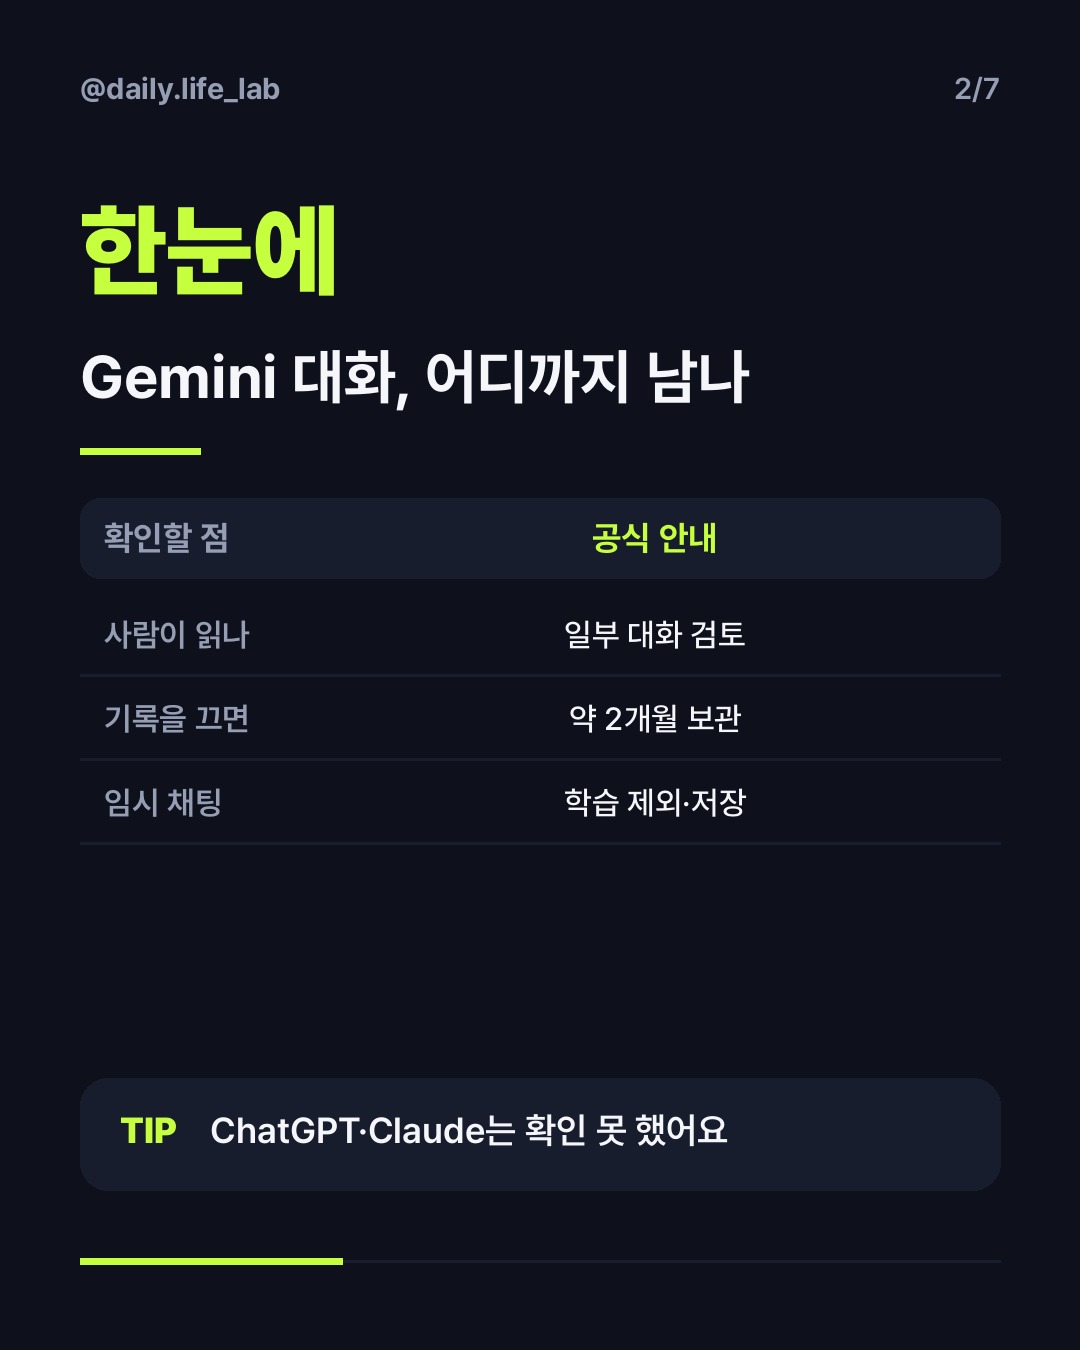 @daily.life_lab
2/7
한눈에
Gemini 대화, 어디까지 남나
확인할 점 공식 안내
사람이 읽나 일부 대화 검토
기록을 끄면 약 2개월 보관
임시 채팅 학습 제외·저장
TIP ChatGPT·Claude는 확인 못 했어요